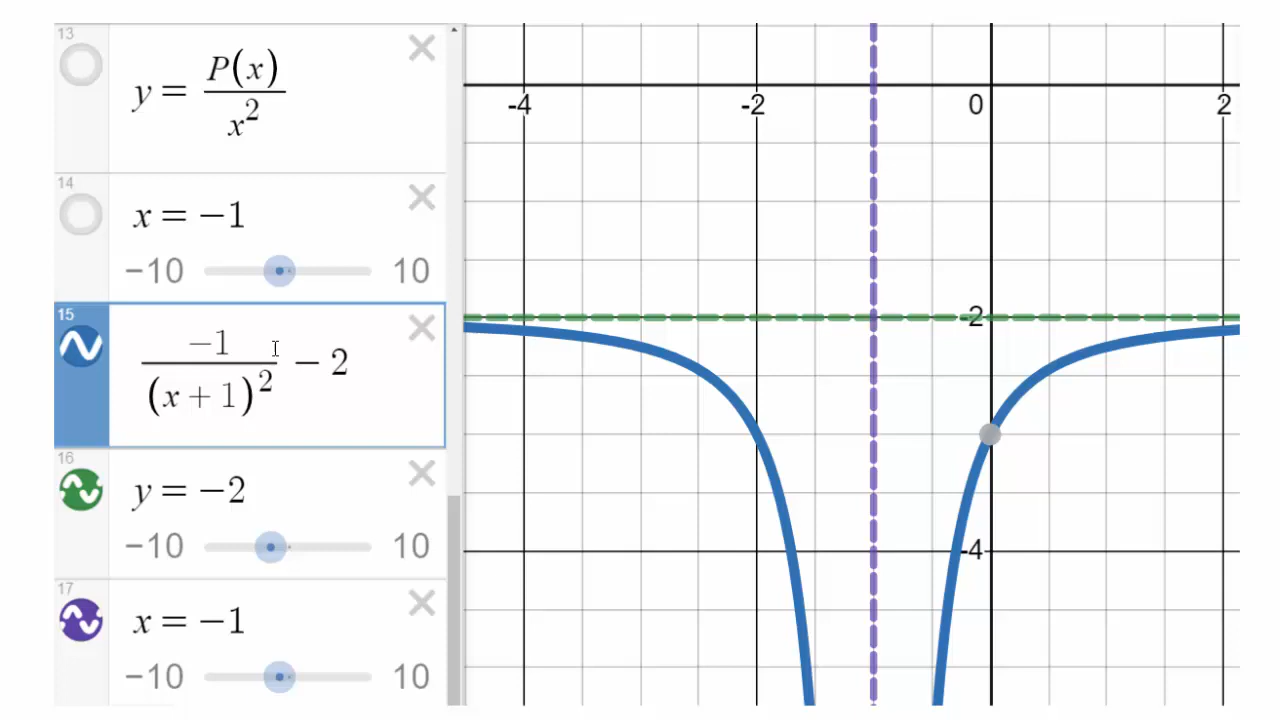 13
y = P(x)/x^2
14
x = −1
−10 10
15
−1/(x + 1)^2 − 2
16
y = −2
−10 10
17
x = −1
−10 10
-4 -2 0 2
-2
-4